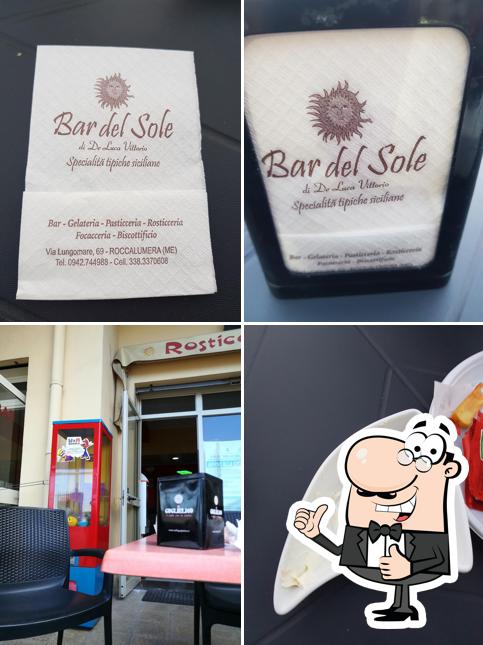 Bar del Sole
di De Luca Vittorio
Specialità tipiche siciliane
Bar - Gelateria - Pasticceria - Rosticceria
Focacceria - Biscottificio
Via Lungomare, 69 - ROCCALUMERA (ME)
Tel. 0942.744988 - Cell. 338.3370608
Bar del Sole
di De Luca Vittorio
Specialità tipiche siciliane
Bar - Gelateria - Pasticceria - Rosticceria
Focacceria - Biscottificio
Rostic